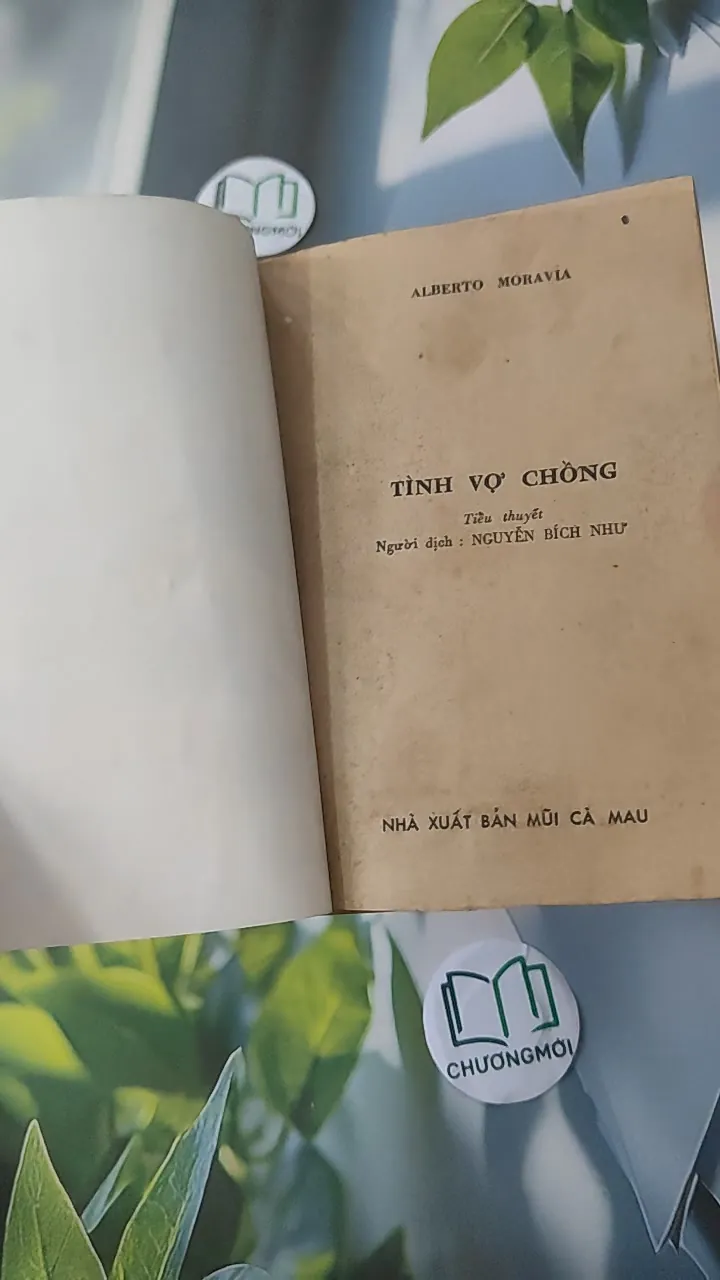 ALBERTO MORAVIA
TÌNH VỢ CHỒNG
Tiểu thuyết
Người dịch : NGUYỄN BÍCH NHƯ
NHÀ XUẤT BẢN MŨI CÀ MAU
CHƯƠNGMỚI